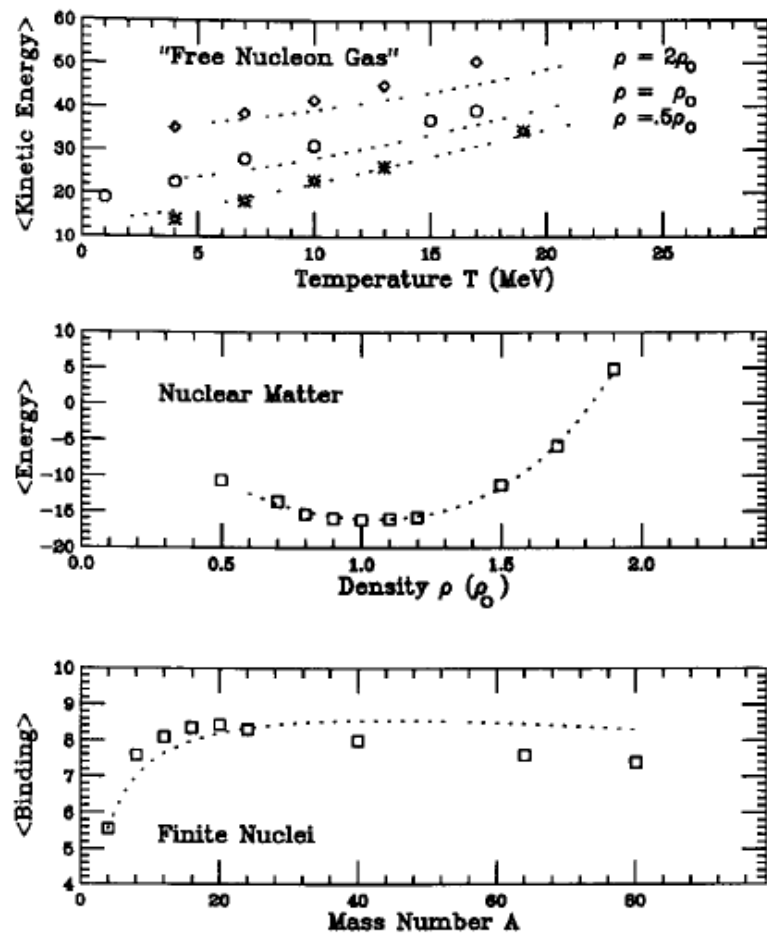 60
50
40
30
20
10
<Kinetic Energy>
"Free Nucleon Gas"
ρ = 2ρ₀
ρ = ρ₀
ρ =.5ρ₀
0 5 10 15 20 25
Temperature T (MeV)
10
5
0
-5
-10
-15
-20
<Energy>
Nuclear Matter
0.0 0.5 1.0 1.5 2.0
Density ρ (ρ₀)
10
9
8
7
6
5
4
<Binding>
Finite Nuclei
0 20 40 60 80
Mass Number A